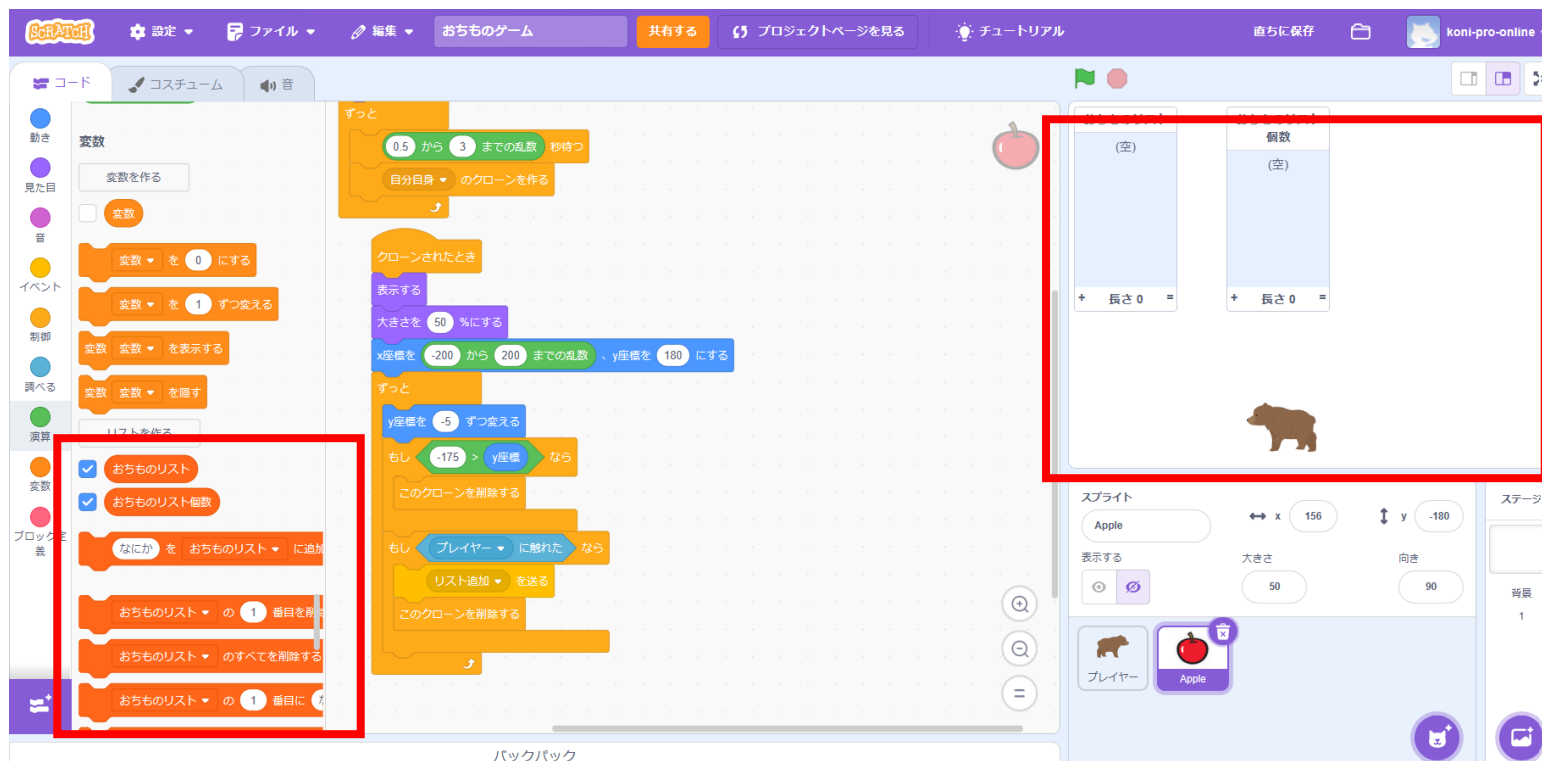 SCRATCH 設定 ファイル 編集 おちものゲーム 共有する プロジェクトページを見る チュートリアル 直ちに保存 koni-pro-online
コード コスチューム 音
動き
見た目
音
イベント
制御
調べる
演算
変数
ブロック定
義
変数
変数を作る
変数
変数 を 0 にする
変数 を 1 ずつ変える
変数 変数 を表示する
変数 変数 を隠す
リストを作る
おちものリスト
おちものリスト個数
なにか を おちものリスト に追加
おちものリスト の 1 番目を削
おちものリスト のすべてを削除する
おちものリスト の 1 番目に
ずっと
0.5 から 3 までの乱数 秒待つ
自分自身 のクローンを作る
クローンされたとき
表示する
大きさを 50 %にする
x座標を -200 から 200 までの乱数 、y座標を 180 にする
ずっと
y座標を -5 ずつ変える
もし -175 > y座標 なら
このクローンを削除する
もし プレイヤー に触れた なら
リスト追加 を送る
このクローンを削除する
バックパック
おちものリスト
(空)
+ 長さ 0 =
おちものリスト
個数
(空)
+ 長さ 0 =
スプライト
Apple
x 156 y -180
表示する 大きさ 向き
50 90
プレイヤー
Apple
ステージ
背景
1